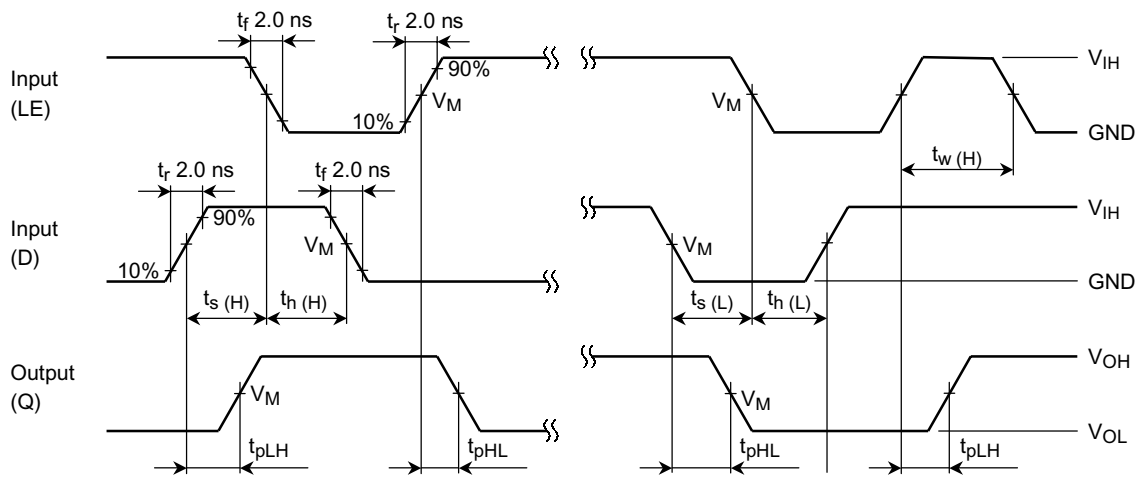 tf 2.0 ns
tr 2.0 ns
Input
(LE)
90%
VM
10%
VM
VIH
GND
tw (H)
tr 2.0 ns
tf 2.0 ns
Input
(D)
90%
VM
10%
VM
VIH
GND
ts (H)
th (H)
ts (L)
th (L)
Output
(Q)
VM
VM
VOH
VOL
tpLH
tpHL
tpHL
tpLH